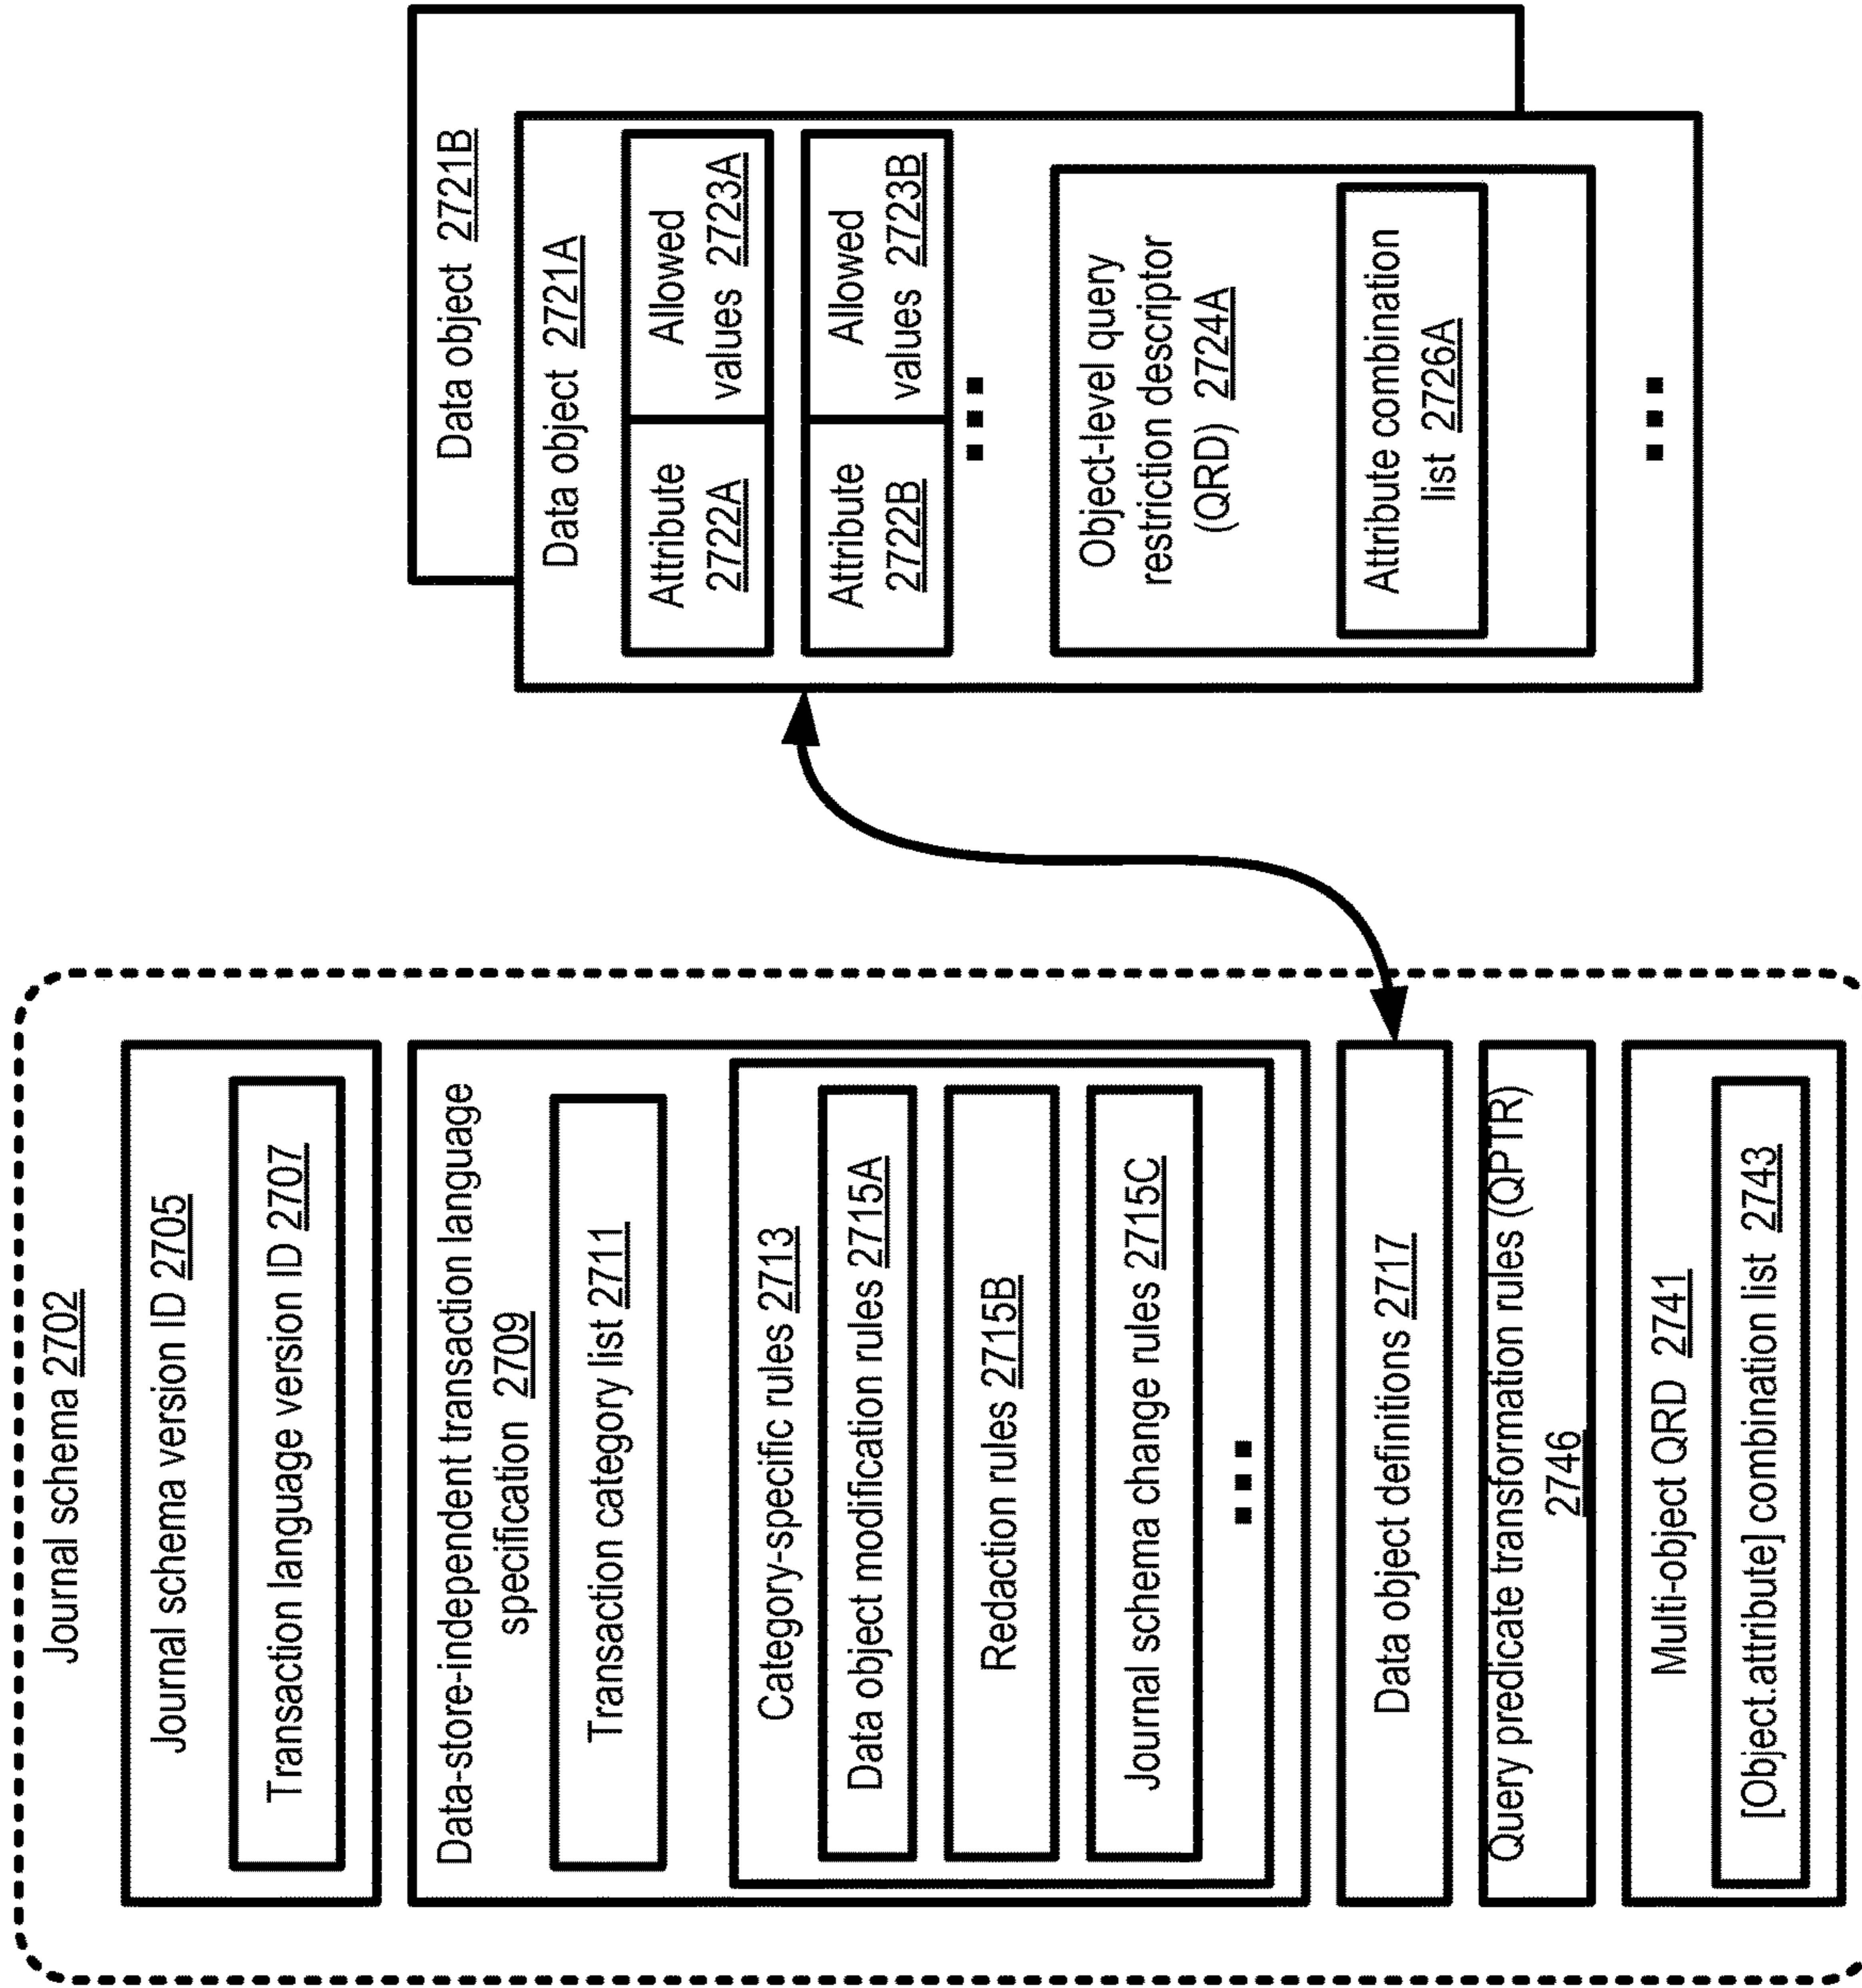 Journal schema 2702
Journal schema version ID 2705
Transaction language version ID 2707
Data-store-independent transaction language
specification 2709
Transaction category list 2711
Category-specific rules 2713
Data object modification rules 2715A
Redaction rules 2715B
Journal schema change rules 2715C
Data object definitions 2717
Query predicate transformation rules (QPTR)
2746
Multi-object QRD 2741
[Object.attribute] combination list 2743
Data object 2721B
Data object 2721A
Attribute
2722A
Allowed
values 2723A
Attribute
2722B
Allowed
values 2723B
Object-level query
restriction descriptor
(QRD) 2724A
Attribute combination
list 2726A